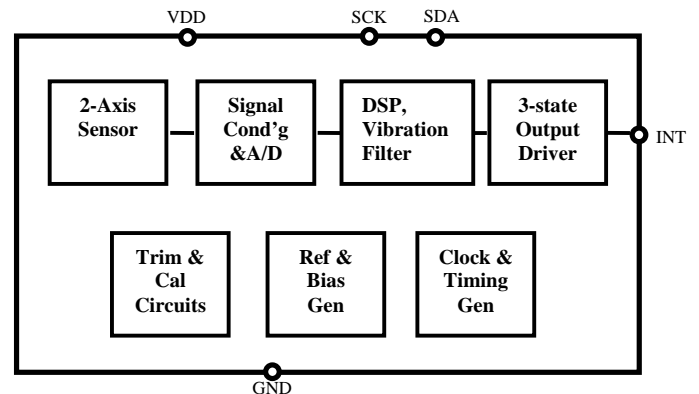 VDD
SCK
SDA
2-Axis
Sensor
Signal
Cond'g
&A/D
DSP,
Vibration
Filter
3-state
Output
Driver
INT
Trim &
Cal
Circuits
Ref &
Bias
Gen
Clock &
Timing
Gen
GND